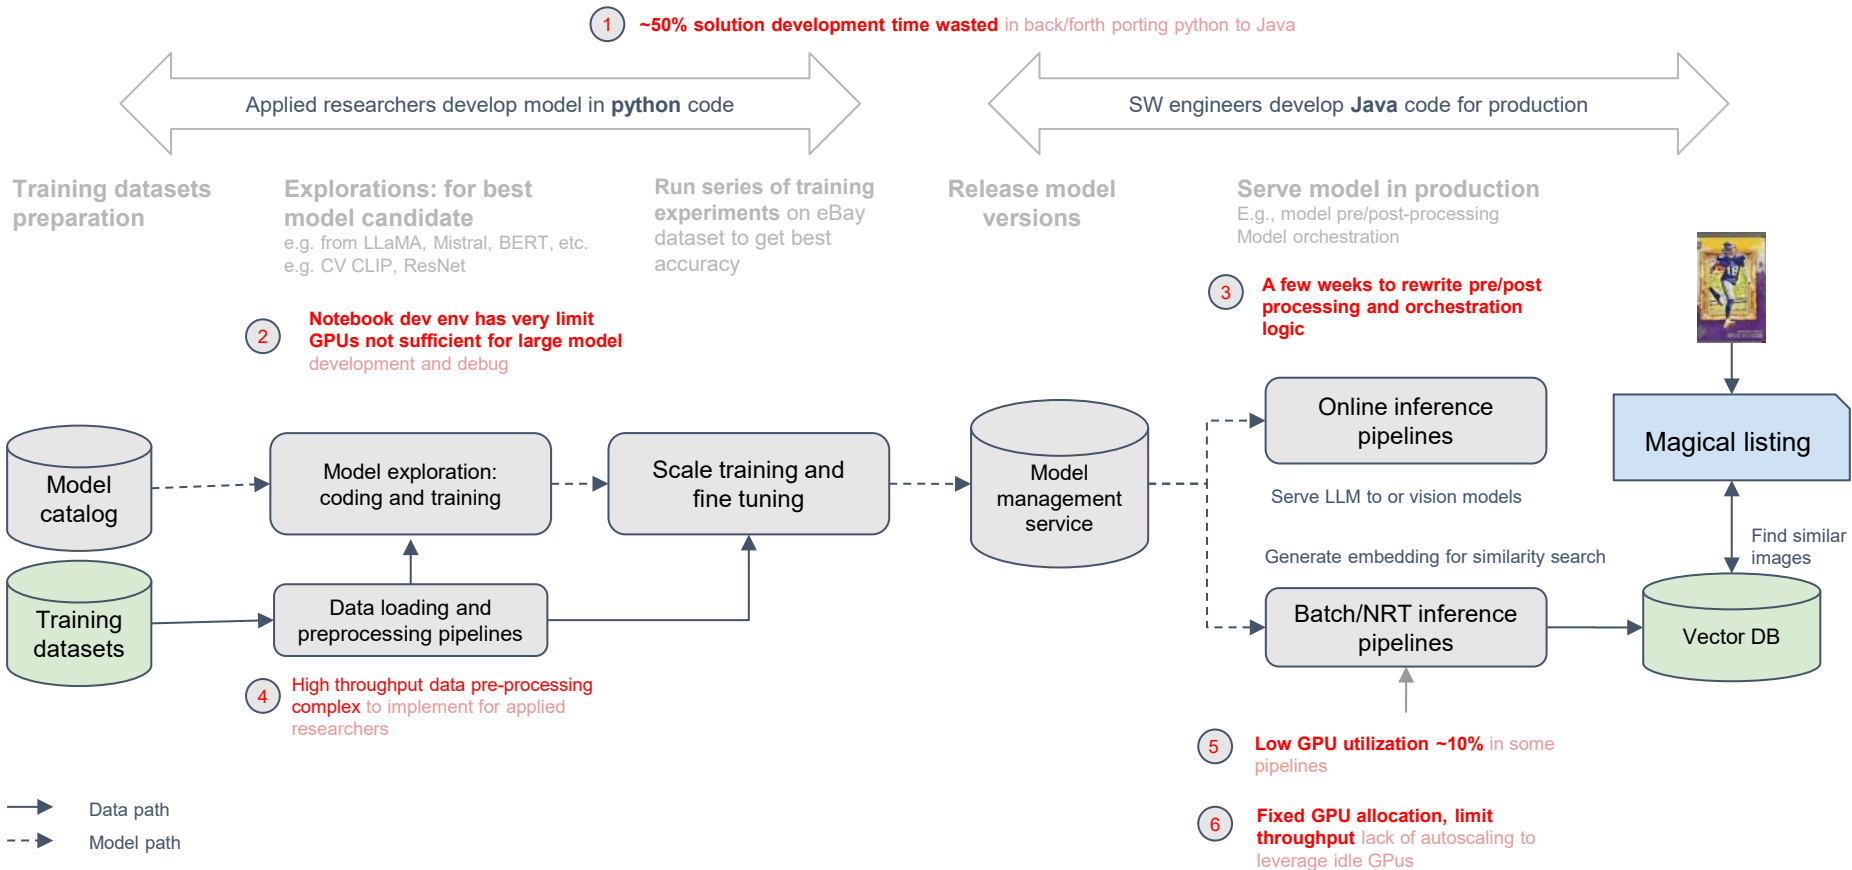 1 ~50% solution development time wasted in back/forth porting python to Java
Applied researchers develop model in python code
SW engineers develop Java code for production
Training datasets
preparation
Explorations: for best
model candidate
e.g. from LLaMA, Mistral, BERT, etc.
e.g. CV CLIP, ResNet
Run series of training
experiments on eBay
dataset to get best
accuracy
Release model
versions
Serve model in production
E.g., model pre/post-processing
Model orchestration
2
Notebook dev env has very limit
GPUs not sufficient for large model
development and debug
3
A few weeks to rewrite pre/post
processing and orchestration
logic
Model
catalog
Model exploration:
coding and training
Scale training and
fine tuning
Model
management
service
Online inference
pipelines
Serve LLM to or vision models
Magical listing
Find similar
images
Generate embedding for similarity search
Training
datasets
Data loading and
preprocessing pipelines
Batch/NRT inference
pipelines
Vector DB
4
High throughput data pre-processing
complex to implement for applied
researchers
5
Low GPU utilization ~10% in some
pipelines
6
Fixed GPU allocation, limit
throughput lack of autoscaling to
leverage idle GPus
Data path
Model path